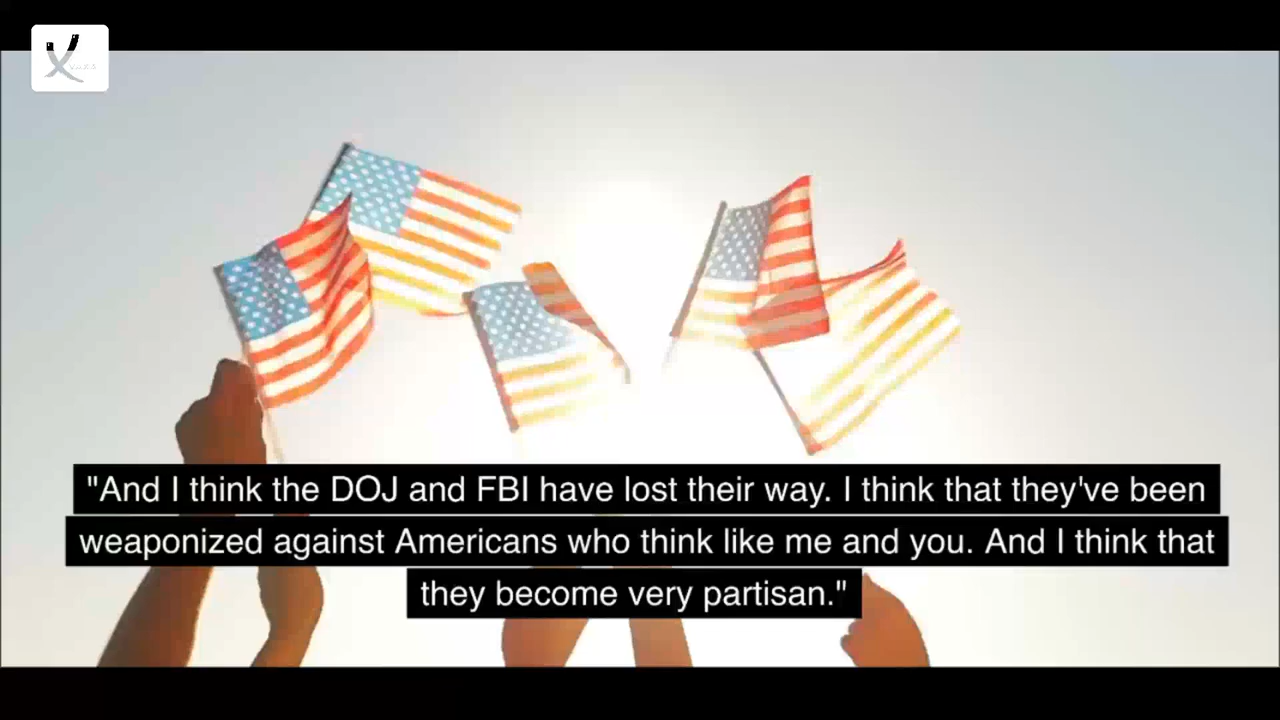 "And I think the DOJ and FBI have lost their way. I think that they've been
weaponized against Americans who think like me and you. And I think that
they become very partisan."